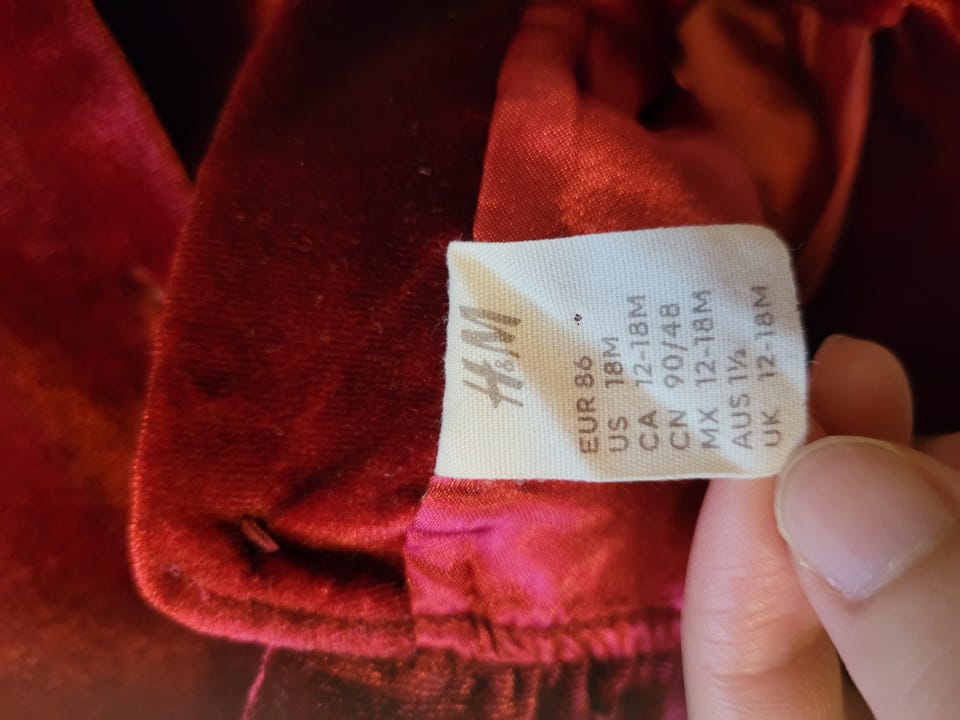 H&M
EUR 86
US 18M
CA 12-18M
CN 90/48
MX 12-18M
AUS 1½
UK 12-18M